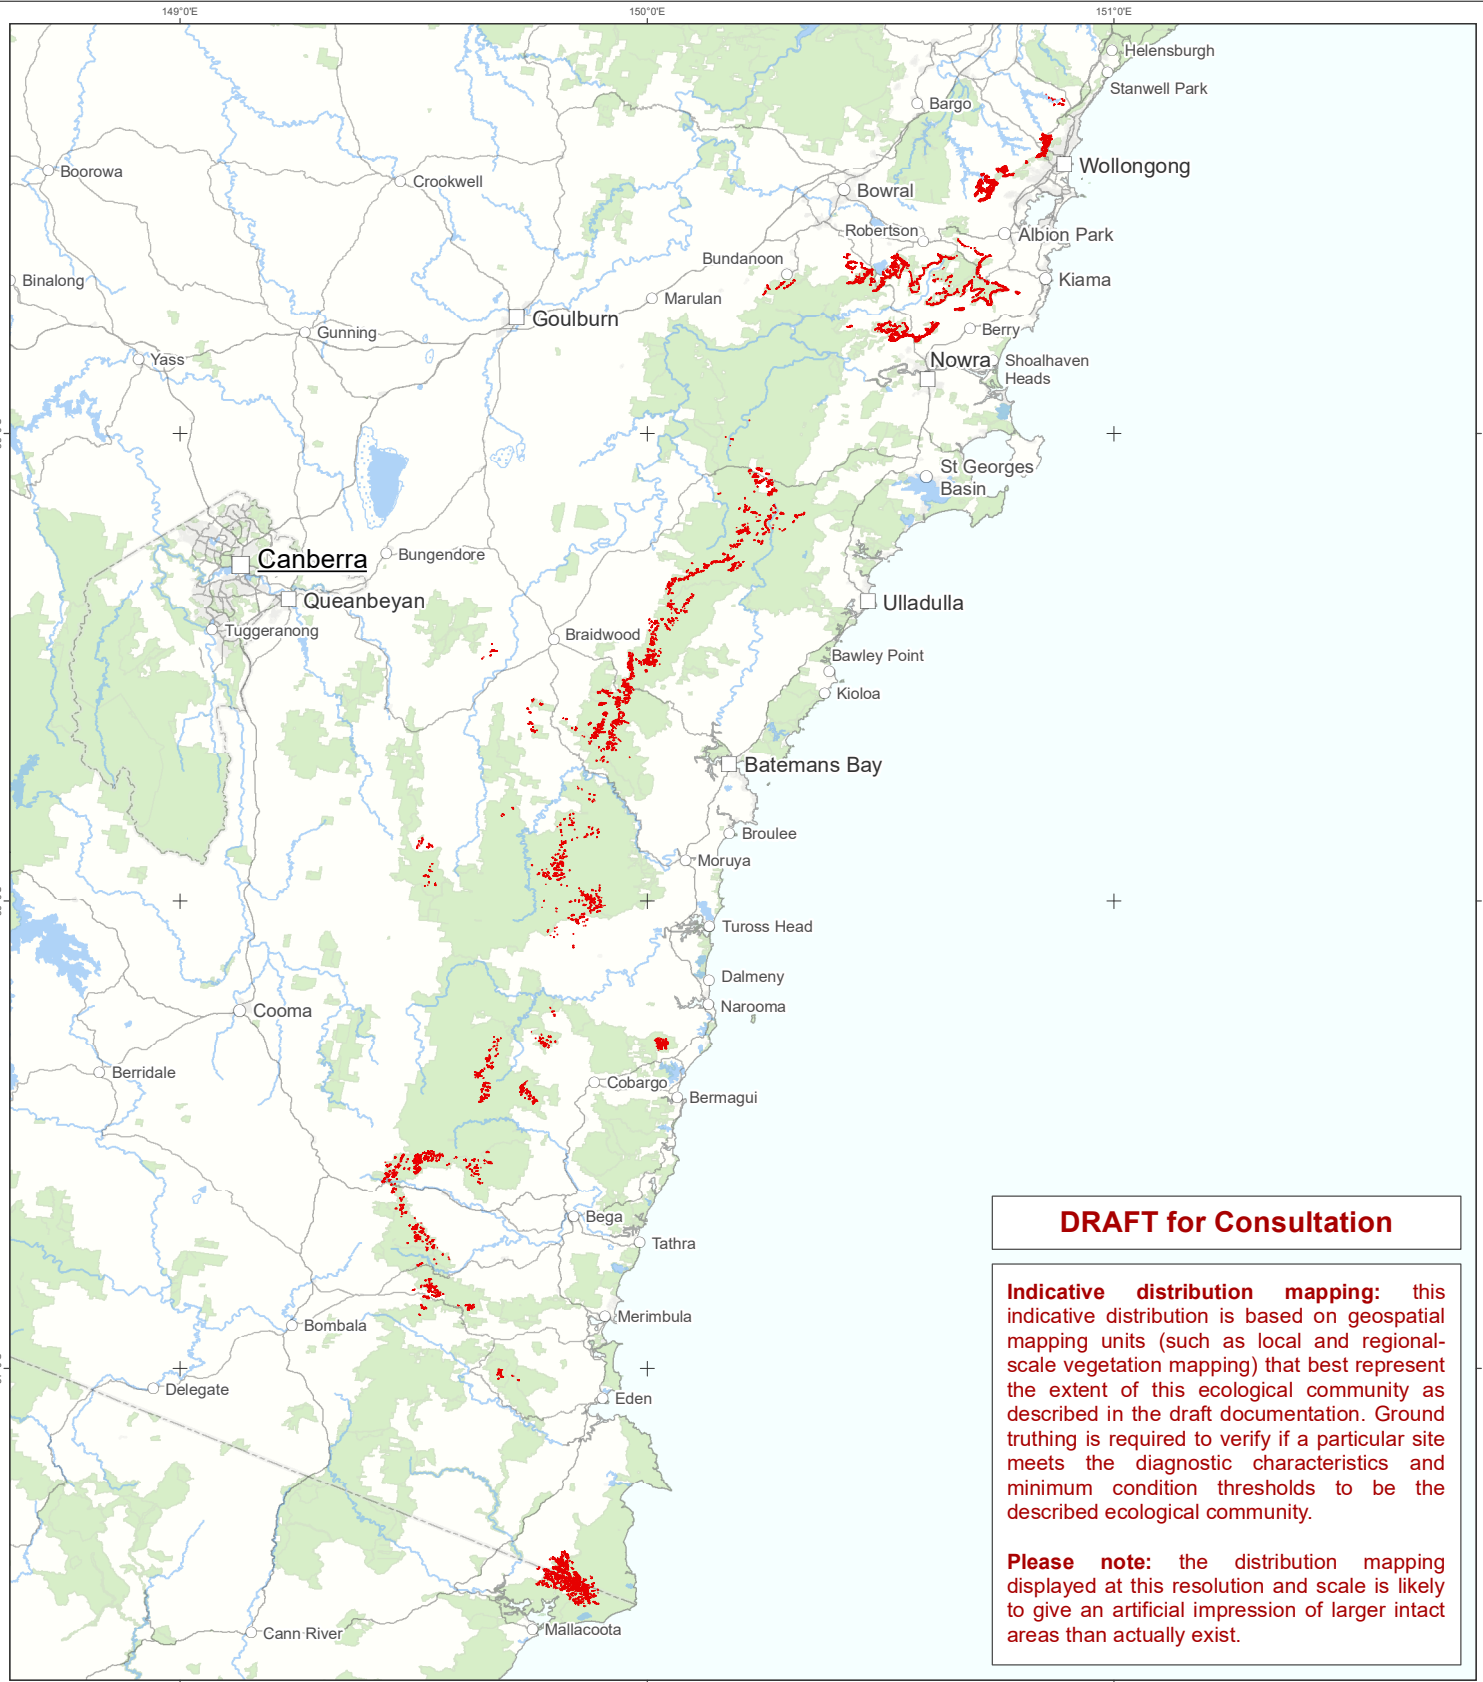 149°0'E
150°0'E
151°0'E
Helensburgh
Stanwell Park
Bargo
Wollongong
Boorowa
Crookwell
Bowral
Robertson
Albion Park
Bundanoon
Binalong
Marulan
Kiama
Goulburn
Gunning
Berry
Yass
Nowra
Shoalhaven
Heads
St Georges
Basin
Canberra
Bungendore
Queanbeyan
Ulladulla
Tuggeranong
Braidwood
Bawley Point
Kioloa
Batemans Bay
Broulee
Moruya
Tuross Head
Dalmeny
Narooma
Cooma
Berridale
Cobargo
Bermagui
Bega
Tathra
Merimbula
Bombala
Delegate
Eden
Cann River
Mallacoota
DRAFT for Consultation
Indicative distribution mapping: this
indicative distribution is based on geospatial
mapping units (such as local and regional-
scale vegetation mapping) that best represent
the extent of this ecological community as
described in the draft documentation. Ground
truthing is required to verify if a particular site
meets the diagnostic characteristics and
minimum condition thresholds to be the
described ecological community.
Please note: the distribution mapping
displayed at this resolution and scale is likely
to give an artificial impression of larger intact
areas than actually exist.